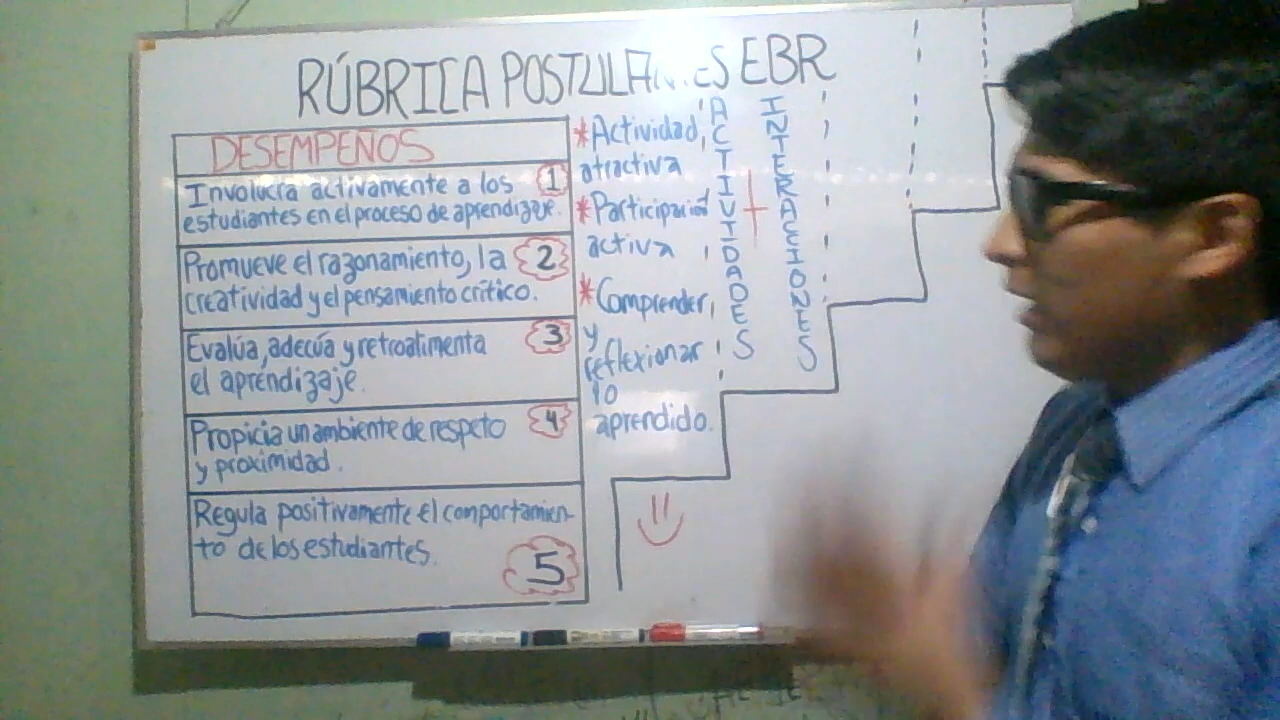 RÚBRICA POSTULANTES EBR
DESEMPEÑOS
Involucra activamente a los 1
estudiantes en el proceso de aprendizaje.
Promueve el razonamiento, la 2
creatividad y el pensamiento crítico.
Evalúa, adecúa y retroalimenta 3
el aprendizaje.
Propicia un ambiente de respeto 4
y proximidad.
Regula positivamente el comportamien-
to de los estudiantes.
5
*Actividad
atractiva
*Participación
activa
*Comprender
y
reflexionar
lo
aprendido.
ACTIVIDADES
+
INTERACCIONES